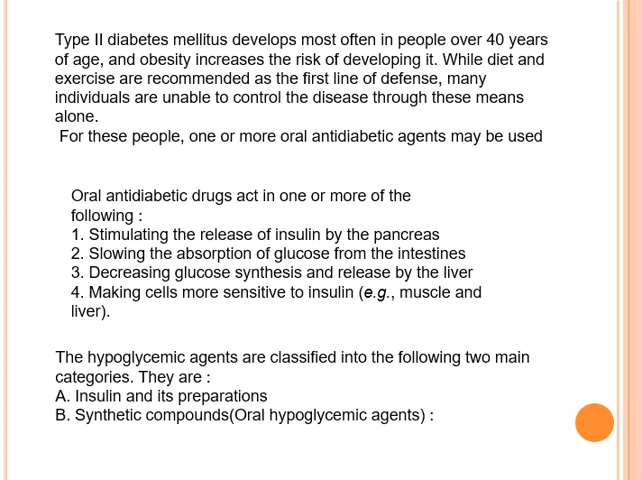 Type II diabetes mellitus develops most often in people over 40 years
of age, and obesity increases the risk of developing it. While diet and
exercise are recommended as the first line of defense, many
individuals are unable to control the disease through these means
alone.
For these people, one or more oral antidiabetic agents may be used
Oral antidiabetic drugs act in one or more of the
following :
1. Stimulating the release of insulin by the pancreas
2. Slowing the absorption of glucose from the intestines
3. Decreasing glucose synthesis and release by the liver
4. Making cells more sensitive to insulin (e.g., muscle and
liver).
The hypoglycemic agents are classified into the following two main
categories. They are :
A. Insulin and its preparations
B. Synthetic compounds(Oral hypoglycemic agents) :